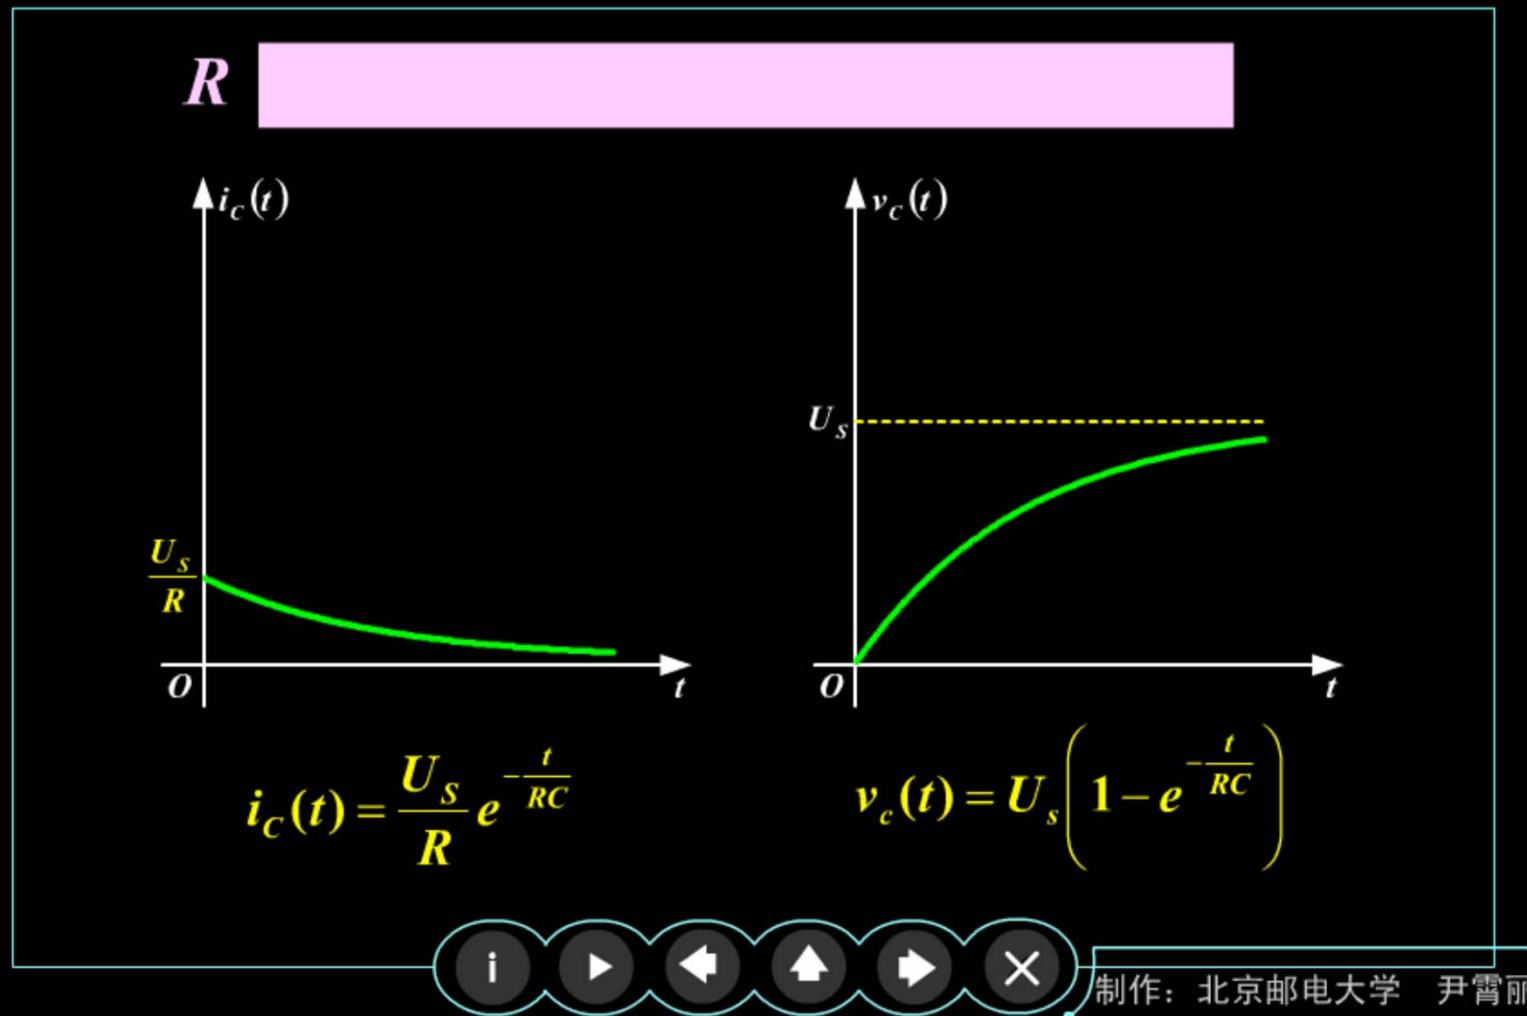 R
i_C(t)
v_C(t)
U_S
U_S/R
O t
O t
i_C(t) = U_S/R e^{-t/RC}
v_c(t) = U_s(1 - e^{-t/RC})
i
制作：北京邮电大学 尹霄丽